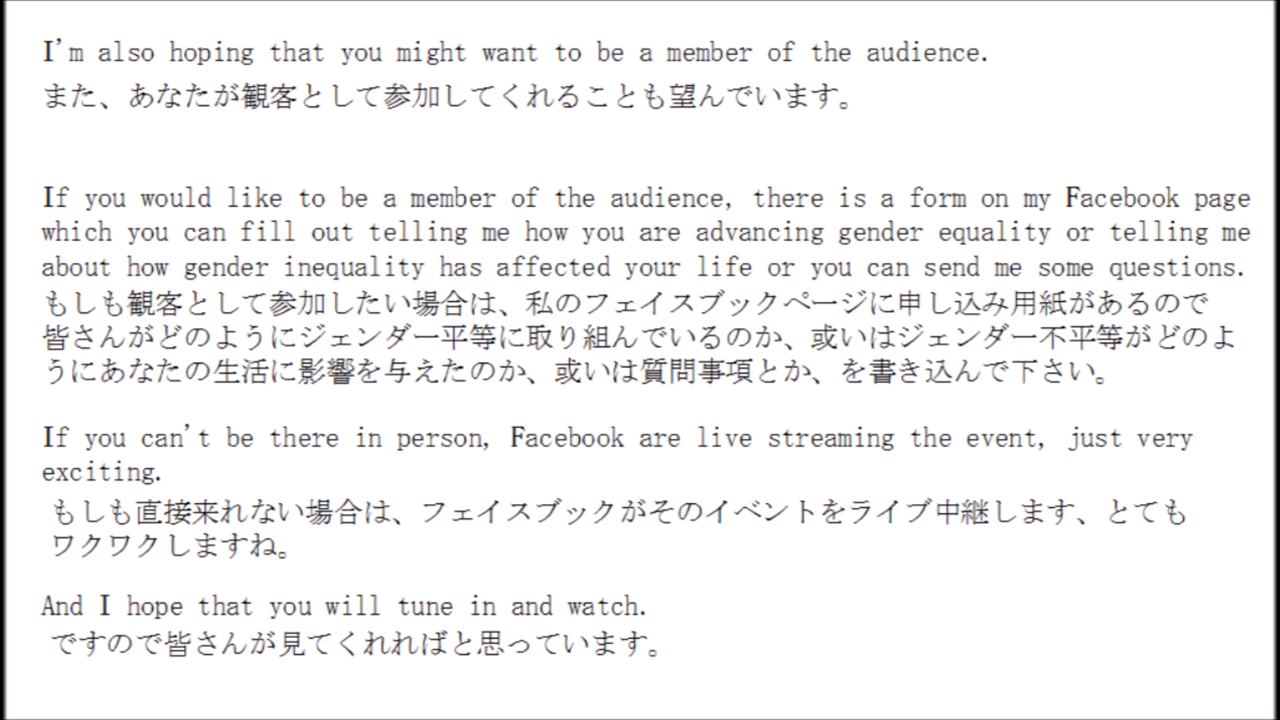 I'm also hoping that you might want to be a member of the audience.
また、あなたが観客として参加してくれることも望んでいます。
If you would like to be a member of the audience, there is a form on my Facebook page
which you can fill out telling me how you are advancing gender equality or telling me
about how gender inequality has affected your life or you can send me some questions.
もしも観客として参加したい場合は、私のフェイスブックページに申し込み用紙があるので
皆さんがどのようにジェンダー平等に取り組んでいるのか、或いはジェンダー不平等がどのよ
うにあなたの生活に影響を与えたのか、或いは質問事項とか、を書き込んで下さい。
If you can't be there in person, Facebook are live streaming the event, just very
exciting.
もしも直接来れない場合は、フェイスブックがそのイベントをライブ中継します、とても
ワクワクしますね。
And I hope that you will tune in and watch.
ですので皆さんが見てくれればと思っています。